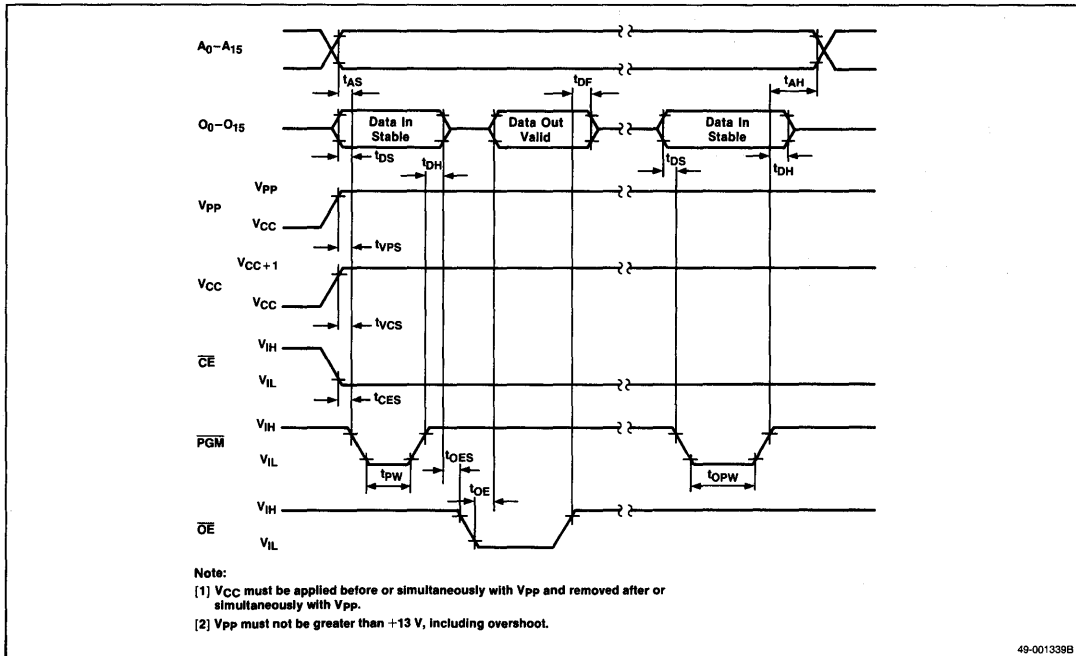 A0–A15
tAS
tDF
tAH
O0–O15
Data In Stable
Data Out Valid
Data In Stable
tDS
tDH
tDS
tDH
VPP
VPP
VCC
tVPS
VCC+1
VCC
VCC
tVCS
VIH
CE
VIL
tCES
VIH
PGM
VIL
tPW
tOES
tOPW
tOE
VIH
OE
VIL
Note:
[1] VCC must be applied before or simultaneously with VPP and removed after or
simultaneously with VPP.
[2] VPP must not be greater than +13 V, including overshoot.
49-001339B